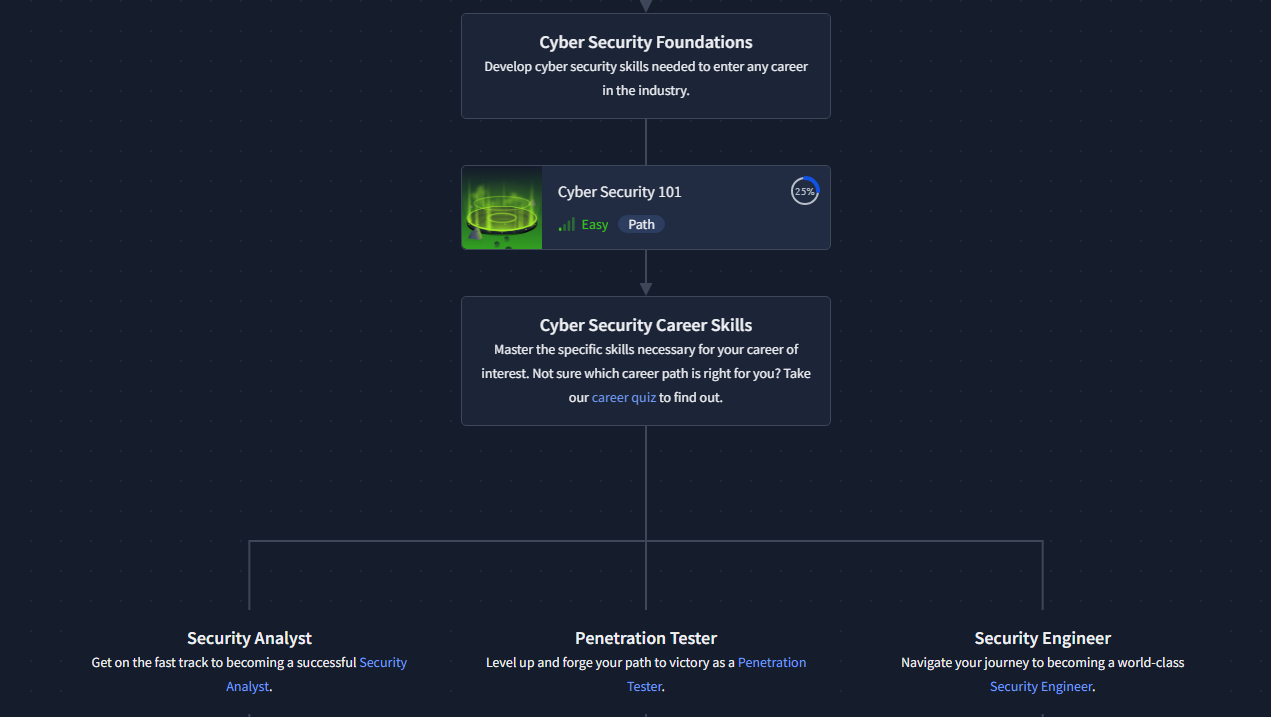 Cyber Security Foundations
Develop cyber security skills needed to enter any career
in the industry.
Cyber Security 101
25%
Easy Path
Cyber Security Career Skills
Master the specific skills necessary for your career of
interest. Not sure which career path is right for you? Take
our career quiz to find out.
Security Analyst
Get on the fast track to becoming a successful Security
Analyst.
Penetration Tester
Level up and forge your path to victory as a Penetration
Tester.
Security Engineer
Navigate your journey to becoming a world-class
Security Engineer.